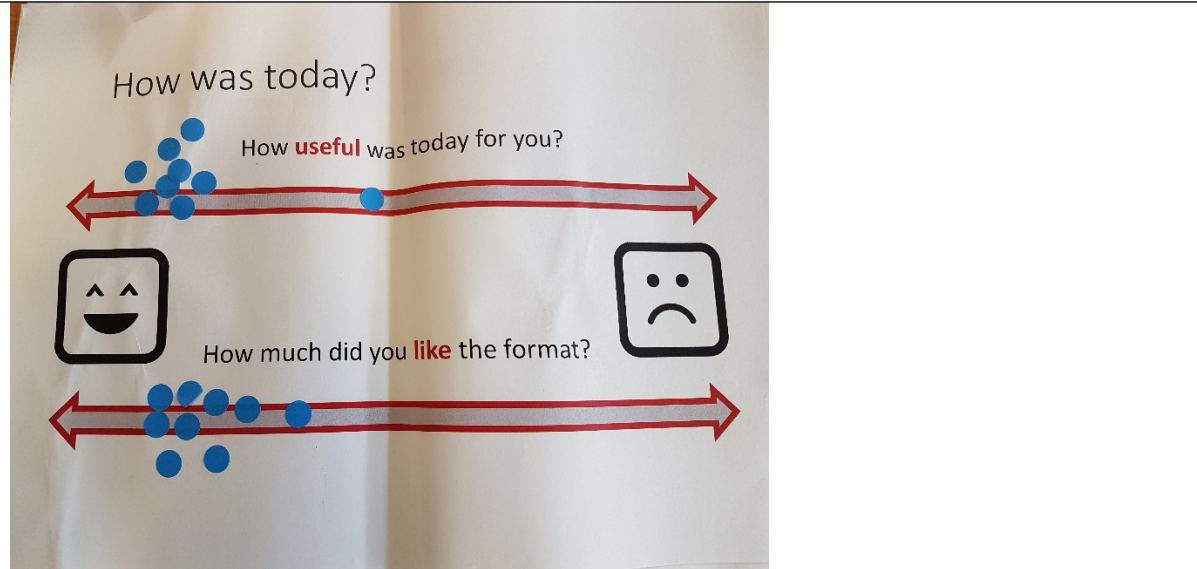 How was today?
How useful was today for you?
How much did you like the format?